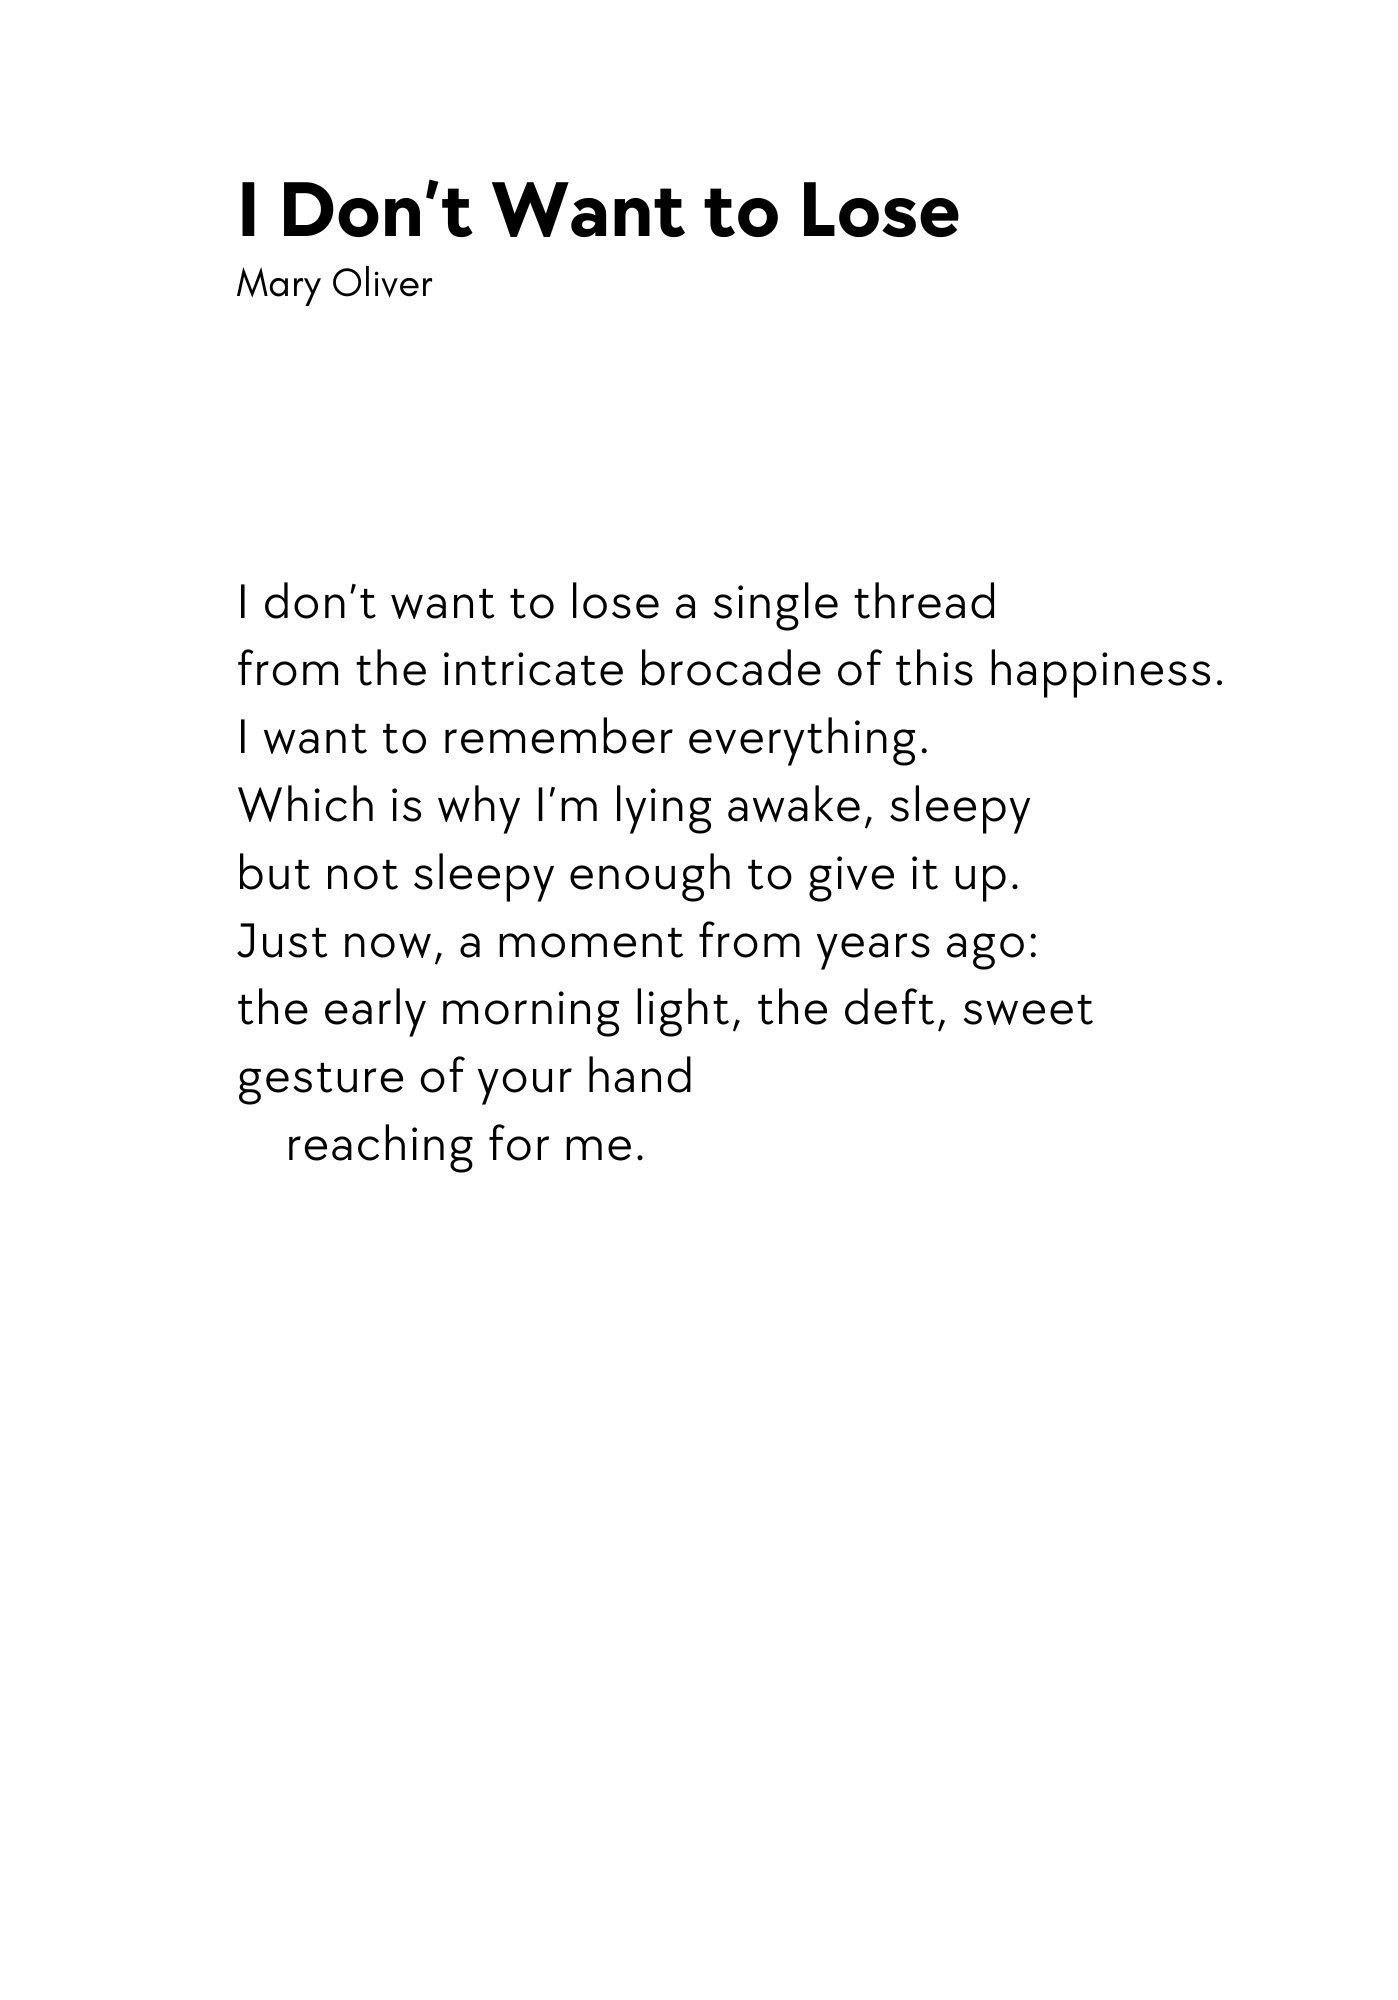 I Don't Want to Lose
Mary Oliver
I don't want to lose a single thread
from the intricate brocade of this happiness.
I want to remember everything.
Which is why I'm lying awake, sleepy
but not sleepy enough to give it up.
Just now, a moment from years ago:
the early morning light, the deft, sweet
gesture of your hand
reaching for me.